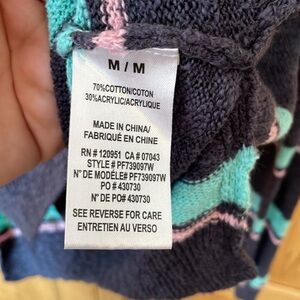 M / M
70%COTTON/COTON
30%ACRYLIC/ACRYLIQUE
MADE IN CHINA/
FABRIQUÉ EN CHINE
RN # 120951 CA # 07043
STYLE # PF739097W
N° DE MODÈLE# PF739097W
PO # 430730
N° DE PO# 430730
SEE REVERSE FOR CARE
ENTRETIEN AU VERSO